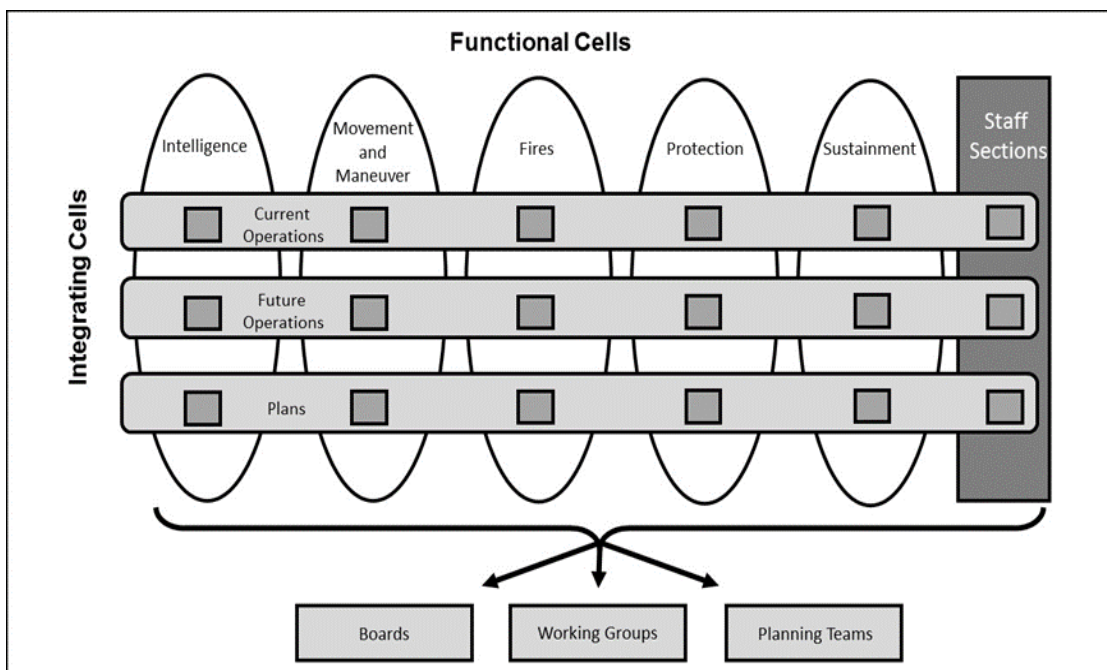 Functional Cells
Intelligence
Movement
and
Maneuver
Fires
Protection
Sustainment
Staff
Sections
Integrating Cells
Current
Operations
Future
Operations
Plans
Boards
Working Groups
Planning Teams